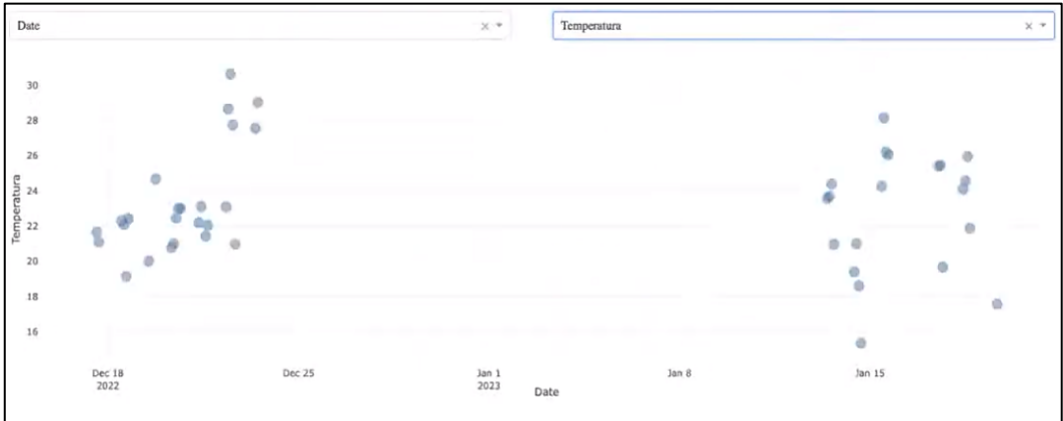 Date × Temperatura ×
30
28
26
24
22
20
18
16
Temperatura
Dec 18 Dec 25 Jan 1 Jan 8 Jan 15
2022 2023
Date